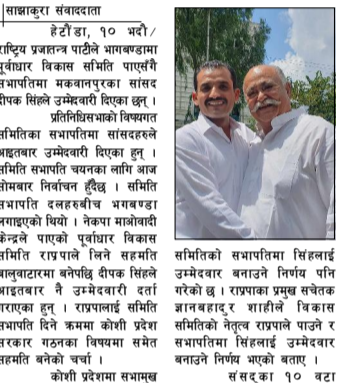 साझाकुरा संवाददाता
हेटौंडा, १० भदौ/
राष्ट्रिय प्रजातन्त्र पार्टीले भागबण्डामा
पूर्वाधार विकास समिति पाएसँगै
सभापतिमा मकवानपुरका सांसद
दीपक सिंहले उम्मेदवारी दिएका छन् ।
प्रतिनिधिसभाको विषयगत
समितिका सभापतिमा सांसदहरुले
आइतबार उम्मेदवारी दिएका हुन् ।
समिति सभापति चयनका लागि आज
सोमबार निर्वाचन हुँदैछ । समिति
सभापति दलहरुबीच भगबण्डा
लगाइएको थियो । नेकपा माओवादी
केन्द्रले पाएको पूर्वाधार विकास
समिति राप्रपाले लिने सहमति
बालुवाटारमा बनेपछि दीपक सिंहले
आइतबार नै उम्मेदवारी दर्ता
गराएका हुन् । राप्रपालाई समिति
सभापति दिने क्रममा कोशी प्रदेश
सरकार गठनका विषयमा समेत
सहमति बनेको चर्चा ।
कोशी प्रदेशमा सभामुख
समितिको सभापतिमा सिंहलाई
उम्मदवार बनाउने निर्णय पनि
गरेको छ । राप्रपाका प्रमुख सचेतक
ज्ञानबहादुर शाहीले विकास
समितिको नेतृत्व राप्रपाले पाउने र
सभापतिमा सिंहलाई उम्मेदवार
बनाउने निर्णय भएको बताए ।
संसद्का १० वटा